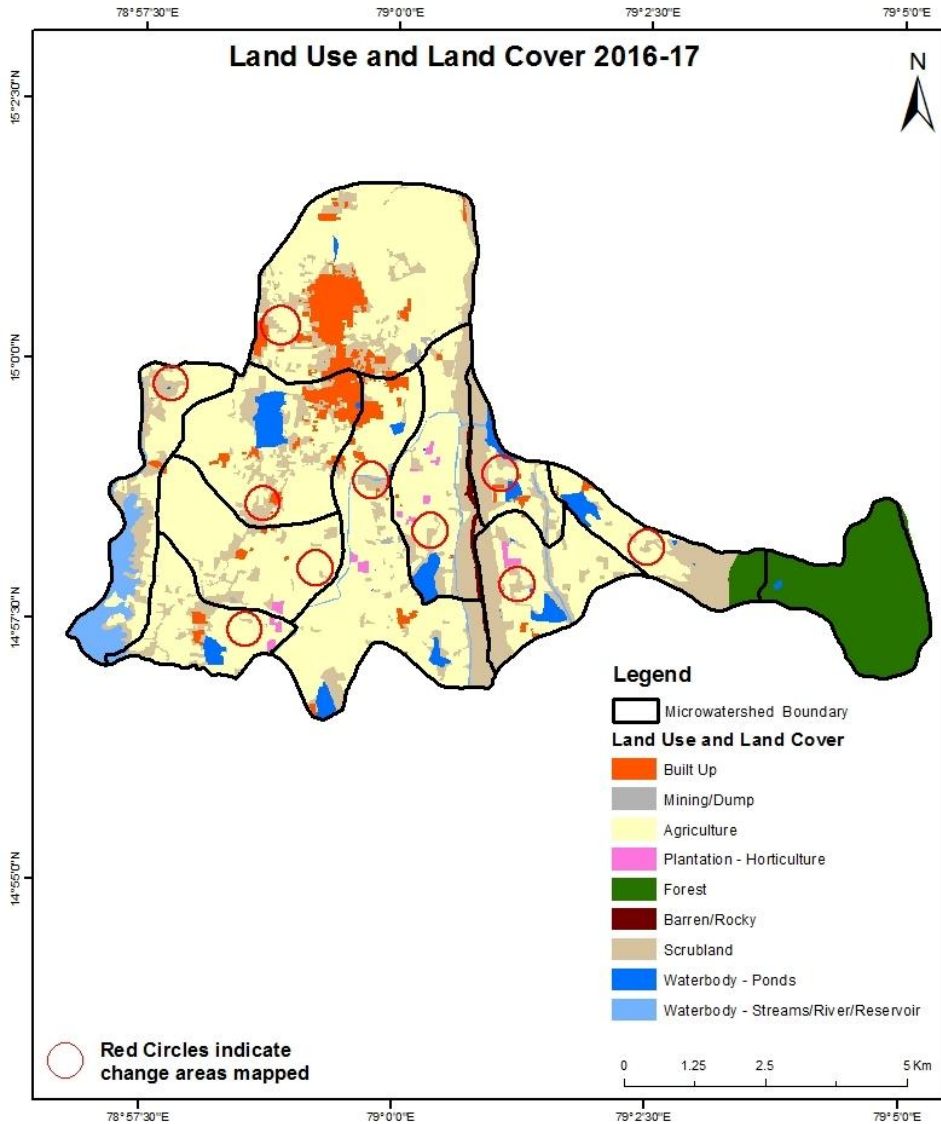 78°57'30"E 79°0'0"E 79°2'30"E 79°5'0"E
Land Use and Land Cover 2016-17
N
15°2'30"N
15°0'0"N
14°57'30"N
14°55'0"N
Legend
Microwatershed Boundary
Land Use and Land Cover
Built Up
Mining/Dump
Agriculture
Plantation - Horticulture
Forest
Barren/Rocky
Scrubland
Waterbody - Ponds
Waterbody - Streams/River/Reservoir
Red Circles indicate
change areas mapped
0 1.25 2.5 5 Km
78°57'30"E 79°0'0"E 79°2'30"E 79°5'0"E